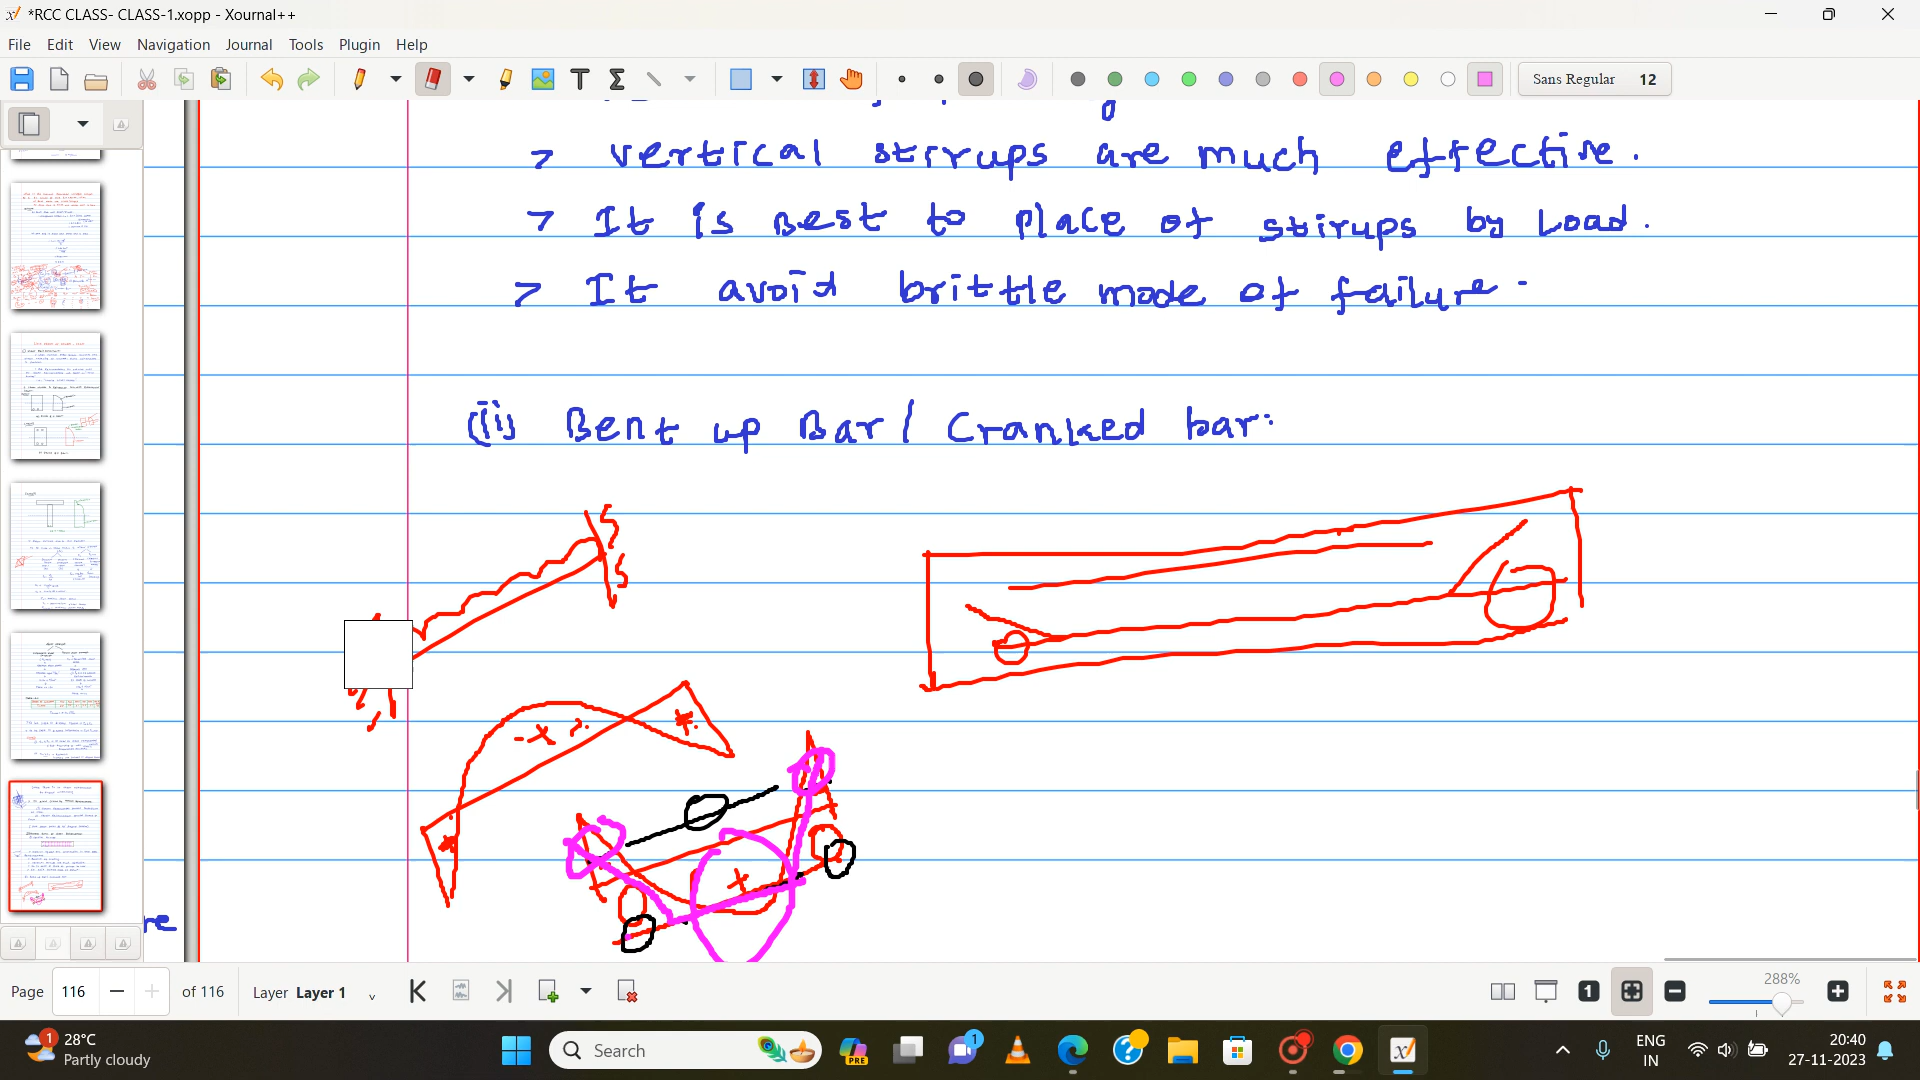 *RCC CLASS- CLASS-1.xopp - Xournal++
File Edit View Navigation Journal Tools Plugin Help
Sans Regular 12
> vertical stirrups are much effective.
> It is Best to place of stirups by Load.
> It avoid brittle mode of failure.
(ii) Bent up Bar / Cranked bar:
re
Page 116 of 116 Layer Layer 1 288%
28°C
Partly cloudy
Search
PRE
ENG
IN
20:40
27-11-2023